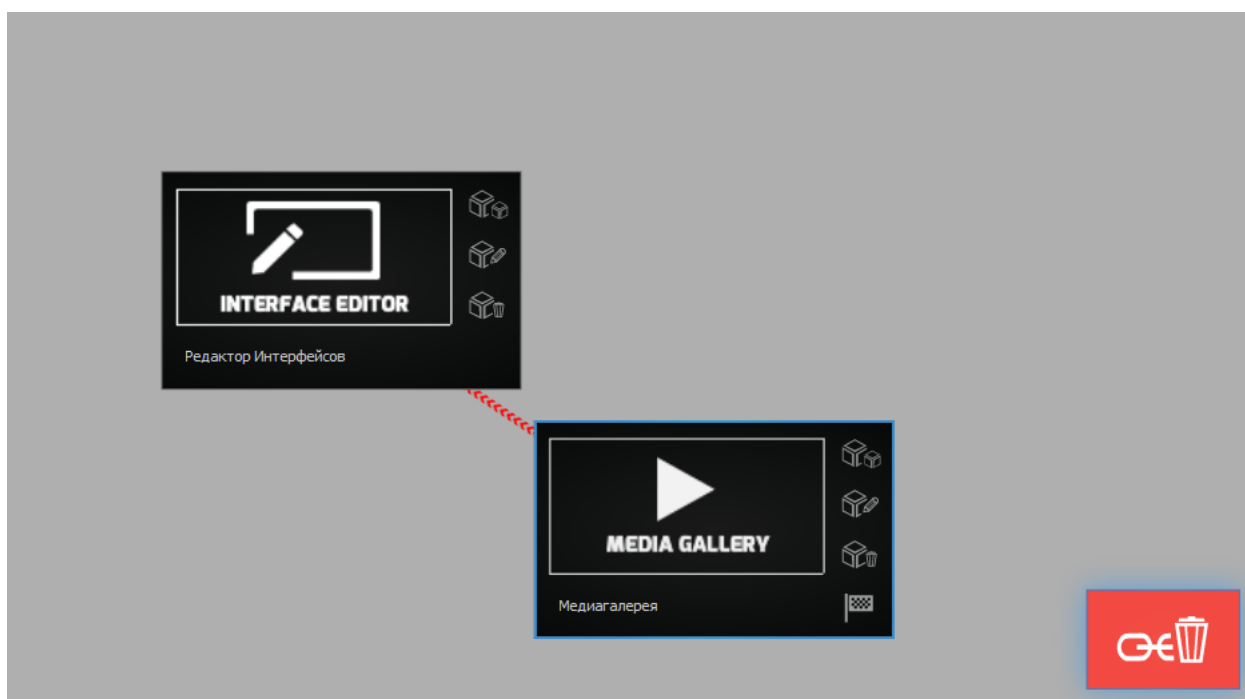 INTERFACE EDITOR
Редактор Интерфейсов
MEDIA GALLERY
Медиагалерея